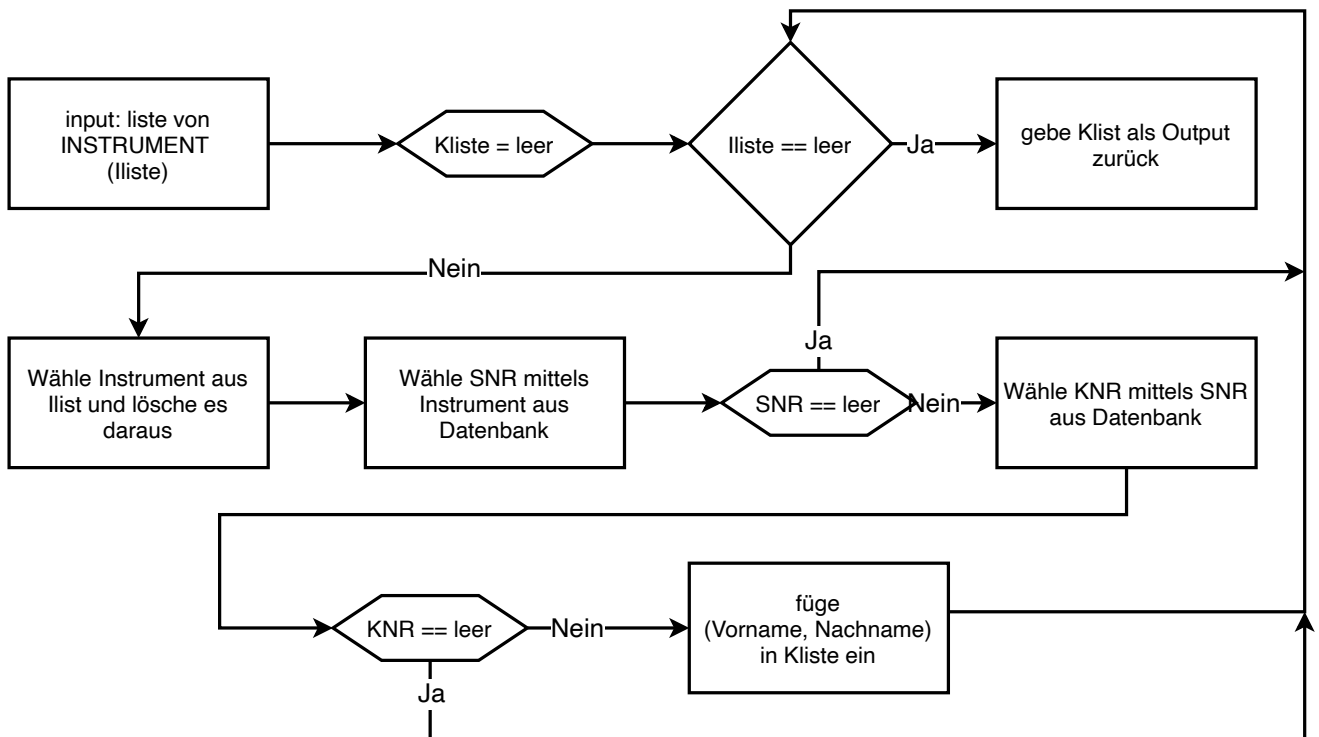 input: liste von
INSTRUMENT
(Iliste)
Kliste = leer
Iliste == leer
Ja
gebe Klist als Output
zurück
Nein
Wähle Instrument aus
Ilist und lösche es
daraus
Wähle SNR mittels
Instrument aus
Datenbank
Ja
SNR == leer
Nein
Wähle KNR mittels SNR
aus Datenbank
KNR == leer
Nein
füge
(Vorname, Nachname)
in Kliste ein
Ja